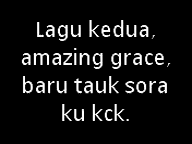 Lagu kedua,
amazing grace,
baru tauk sora
ku kck.